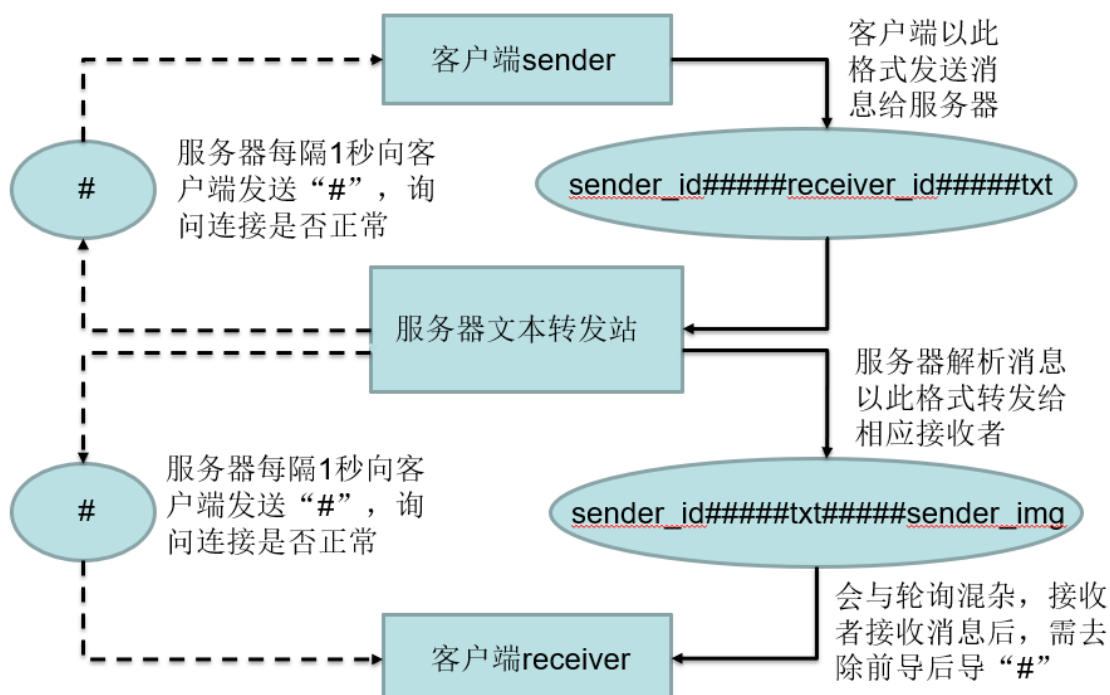 客户端sender
客户端以此
格式发送消
息给服务器
服务器每隔1秒向客
户端发送“#”，询
问连接是否正常
#
sender_id#####receiver_id#####txt
服务器文本转发站
服务器解析消息
以此格式转发给
相应接收者
服务器每隔1秒向客
户端发送“#”，询
问连接是否正常
#
sender_id#####txt#####sender_img
会与轮询混杂，接收
者接收消息后，需去
除前导后导“#”
客户端receiver